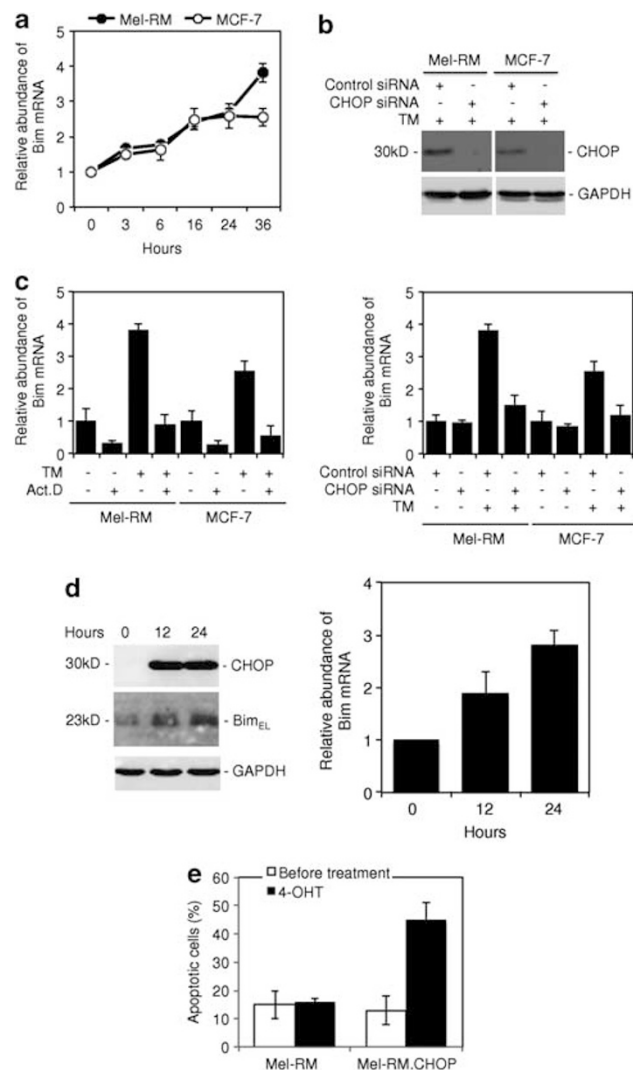 a
Mel-RM MCF-7
Relative abundance of
Bim mRNA
5
4
3
2
1
0
0 3 6 16 24 36
Hours
b
Mel-RM MCF-7
Control siRNA + - + -
CHOP siRNA - + - +
TM + + + +
30kD - - CHOP
- GAPDH
c
Relative abundance of
Bim mRNA
5
4
3
2
1
0
TM - - + + - - + +
Act.D - + - + - + - +
Mel-RM MCF-7
Relative abundance of
Bim mRNA
5
4
3
2
1
0
Control siRNA + - + - + - + -
CHOP siRNA - + - + - + - +
TM - - + + - - + +
Mel-RM MCF-7
d
Hours 0 12 24
30kD - - CHOP
23kD - - BimEL
- GAPDH
Relative abundance of
Bim mRNA
4
3
2
1
0
0 12 24
Hours
e
Before treatment
4-OHT
Apoptotic cells (%)
60
50
40
30
20
10
0
Mel-RM Mel-RM.CHOP